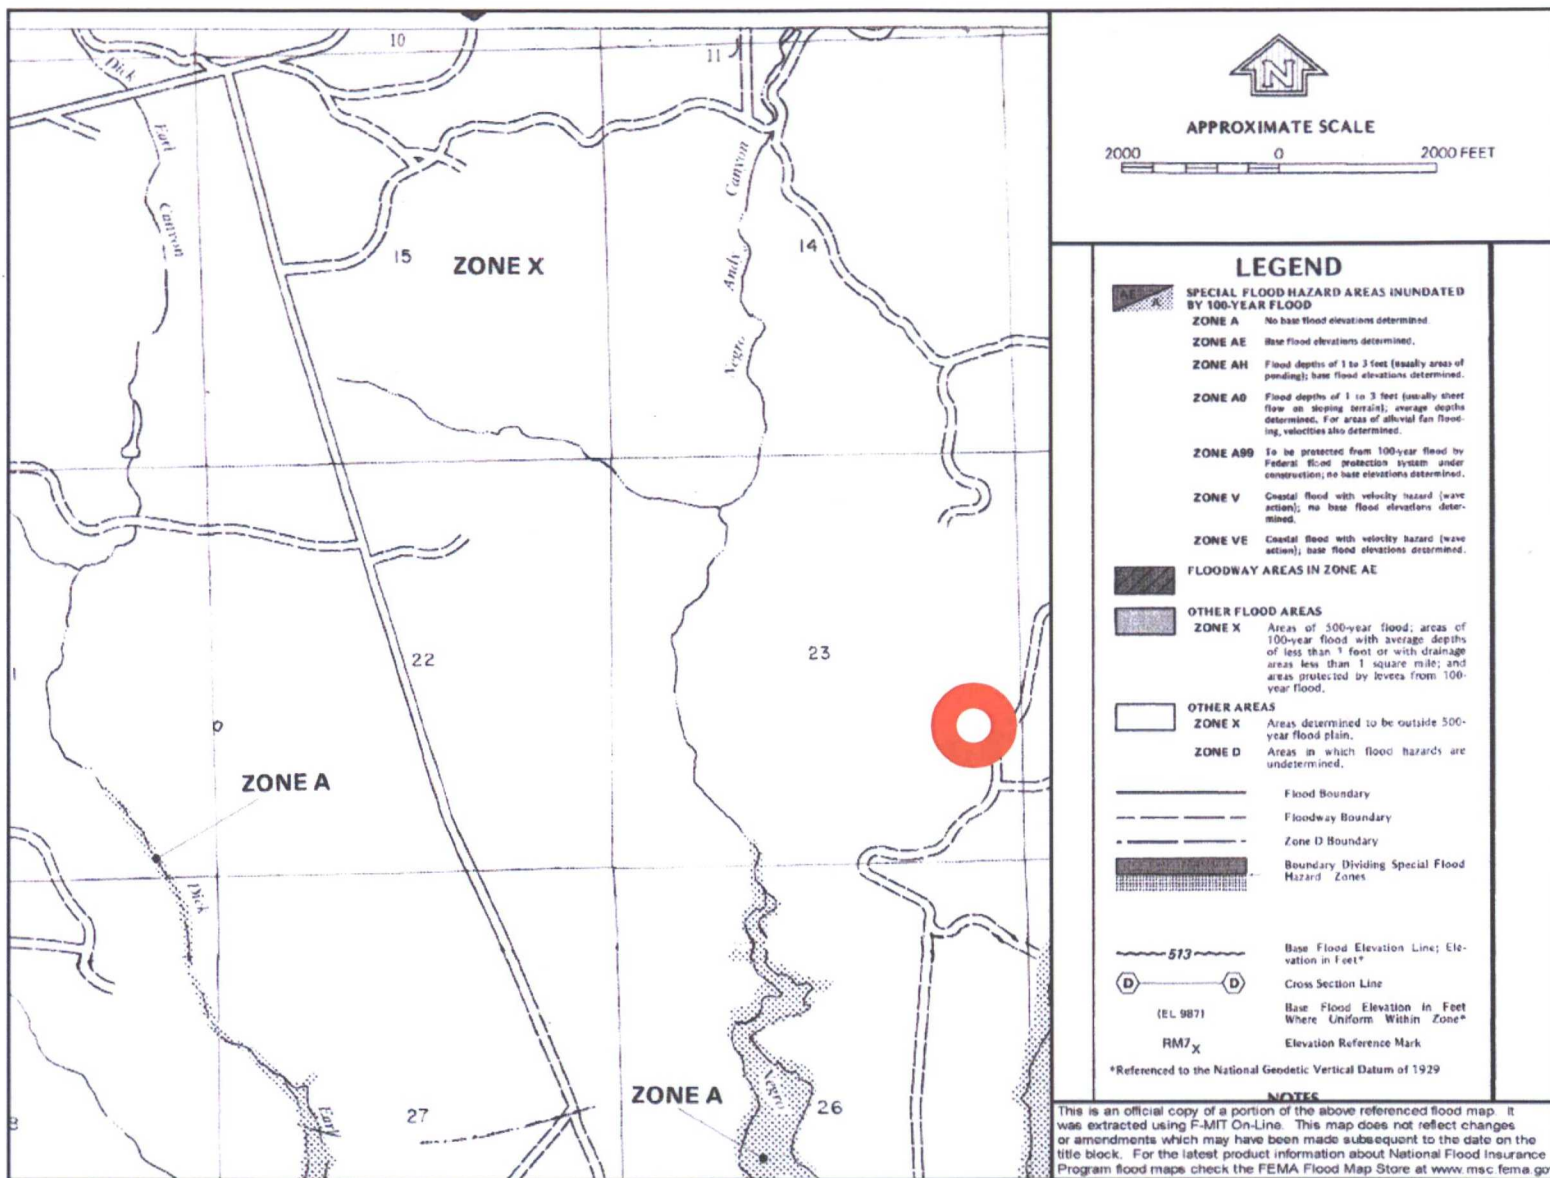 10
11
Dick
Earl
Canyon
Canyon
Andy
Negro
14
15
ZONE X
22
23
ZONE A
Dick
Earl
27
ZONE A
Negro
26
N
APPROXIMATE SCALE
2000 0 2000 FEET
LEGEND
AE A
SPECIAL FLOOD HAZARD AREAS INUNDATED
BY 100-YEAR FLOOD
ZONE A No base flood elevations determined.
ZONE AE Base flood elevations determined.
ZONE AH Flood depths of 1 to 3 feet (usually areas of
ponding); base flood elevations determined.
ZONE A0 Flood depths of 1 to 3 feet (usually sheet
flow on sloping terrain); average depths
determined. For areas of alluvial fan flood-
ing, velocities also determined.
ZONE A99 To be protected from 100-year flood by
Federal flood protection system under
construction; no base elevations determined.
ZONE V Coastal flood with velocity hazard (wave
action); no base flood elevations deter-
mined.
ZONE VE Coastal flood with velocity hazard (wave
action); base flood elevations determined.
FLOODWAY AREAS IN ZONE AE
OTHER FLOOD AREAS
ZONE X Areas of 500-year flood; areas of
100-year flood with average depths
of less than 1 foot or with drainage
areas less than 1 square mile; and
areas protected by levees from 100-
year flood.
OTHER AREAS
ZONE X Areas determined to be outside 500-
year flood plain.
ZONE D Areas in which flood hazards are
undetermined.
Flood Boundary
Floodway Boundary
Zone D Boundary
Boundary Dividing Special Flood
Hazard Zones
513 Base Flood Elevation Line; Ele-
vation in Feet*
D D Cross Section Line
(EL 987) Base Flood Elevation in Feet
Where Uniform Within Zone*
RM7X Elevation Reference Mark
*Referenced to the National Geodetic Vertical Datum of 1929
NOTES
This is an official copy of a portion of the above referenced flood map. It
was extracted using F-MIT On-Line. This map does not reflect changes
or amendments which may have been made subsequent to the date on the
title block. For the latest product information about National Flood Insurance
Program flood maps check the FEMA Flood Map Store at www.msc.fema.go